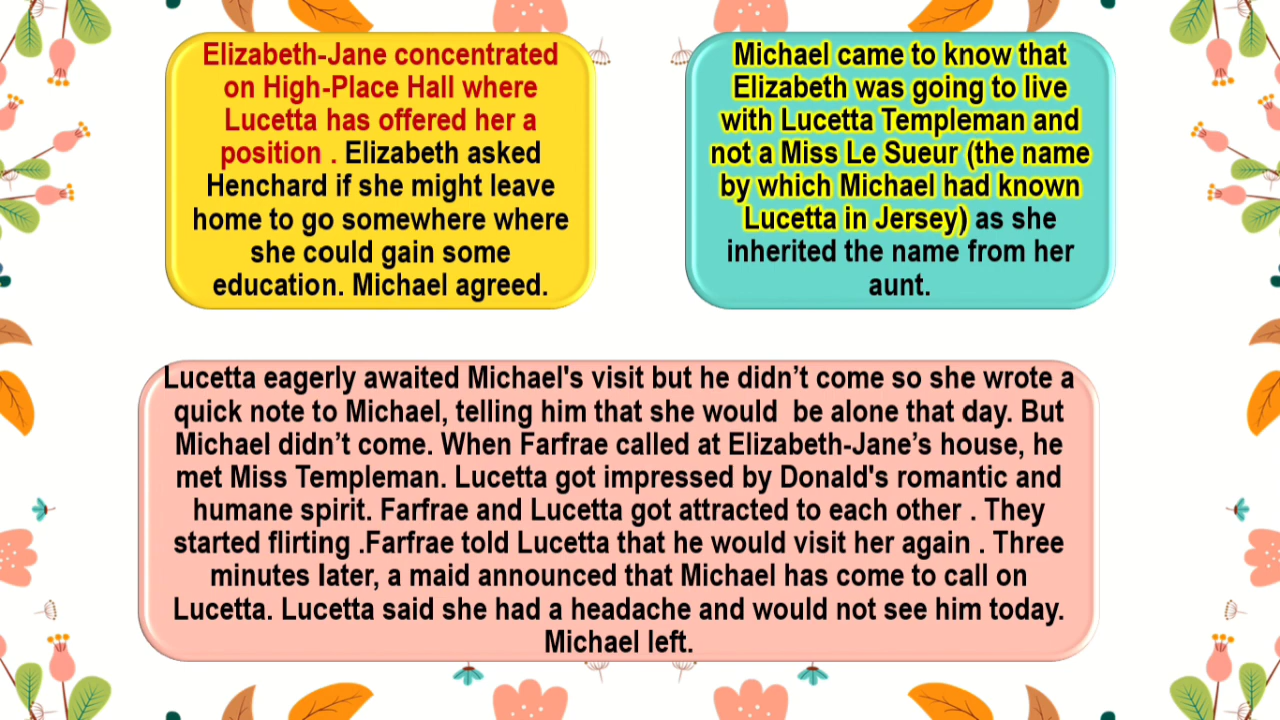 Elizabeth-Jane concentrated
on High-Place Hall where
Lucetta has offered her a
position . Elizabeth asked
Henchard if she might leave
home to go somewhere where
she could gain some
education. Michael agreed.
Michael came to know that
Elizabeth was going to live
with Lucetta Templeman and
not a Miss Le Sueur (the name
by which Michael had known
Lucetta in Jersey) as she
inherited the name from her
aunt.
Lucetta eagerly awaited Michael's visit but he didn’t come so she wrote a
quick note to Michael, telling him that she would  be alone that day. But
Michael didn’t come. When Farfrae called at Elizabeth-Jane’s house, he
met Miss Templeman. Lucetta got impressed by Donald's romantic and
humane spirit. Farfrae and Lucetta got attracted to each other . They
started flirting .Farfrae told Lucetta that he would visit her again . Three
minutes later, a maid announced that Michael has come to call on
Lucetta. Lucetta said she had a headache and would not see him today.
Michael left.